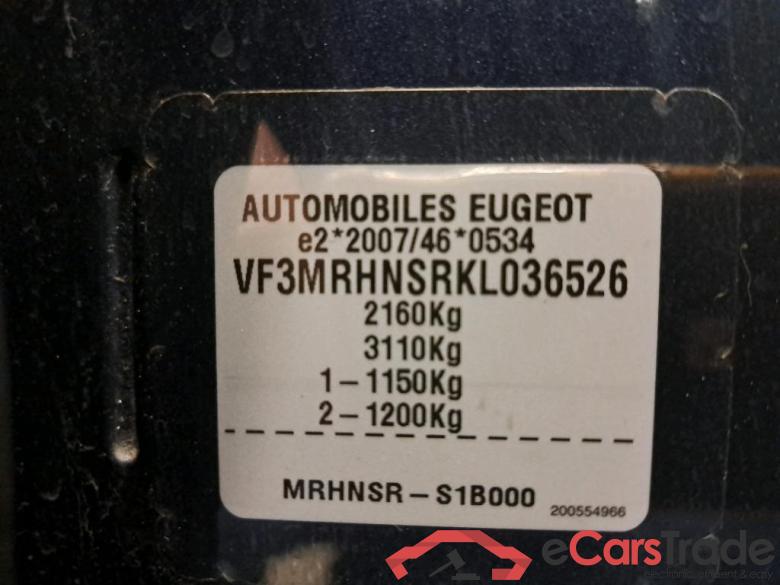 AUTOMOBILES EUGEOT
e2*2007/46*0534
VF3MRHNSRKL036526
2160Kg
3110Kg
1-1150Kg
2-1200Kg
MRHNSR-S1B000
200554966
eCarsTrade